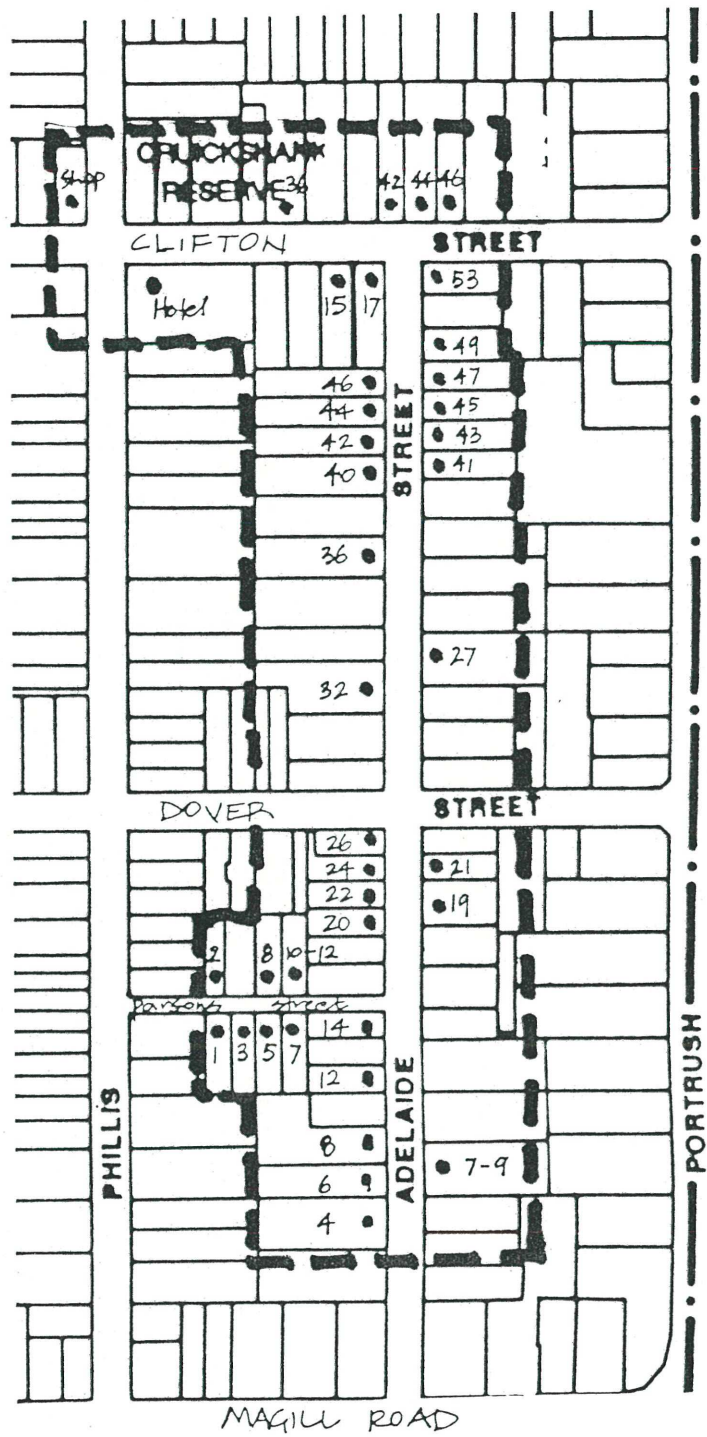 CRUICKSHANK
RESERVE
Shop
36
42
44
46
CLIFTON
STREET
Hotel
15
17
53
49
46
47
44
45
42
43
40
41
STREET
36
27
32
DOVER
STREET
26
24
21
22
20
19
2
8
10-12
Parsons
Street
1
3
5
7
14
12
8
6
4
7-9
PHILLIS
ADELAIDE
PORTRUSH
MAGILL ROAD